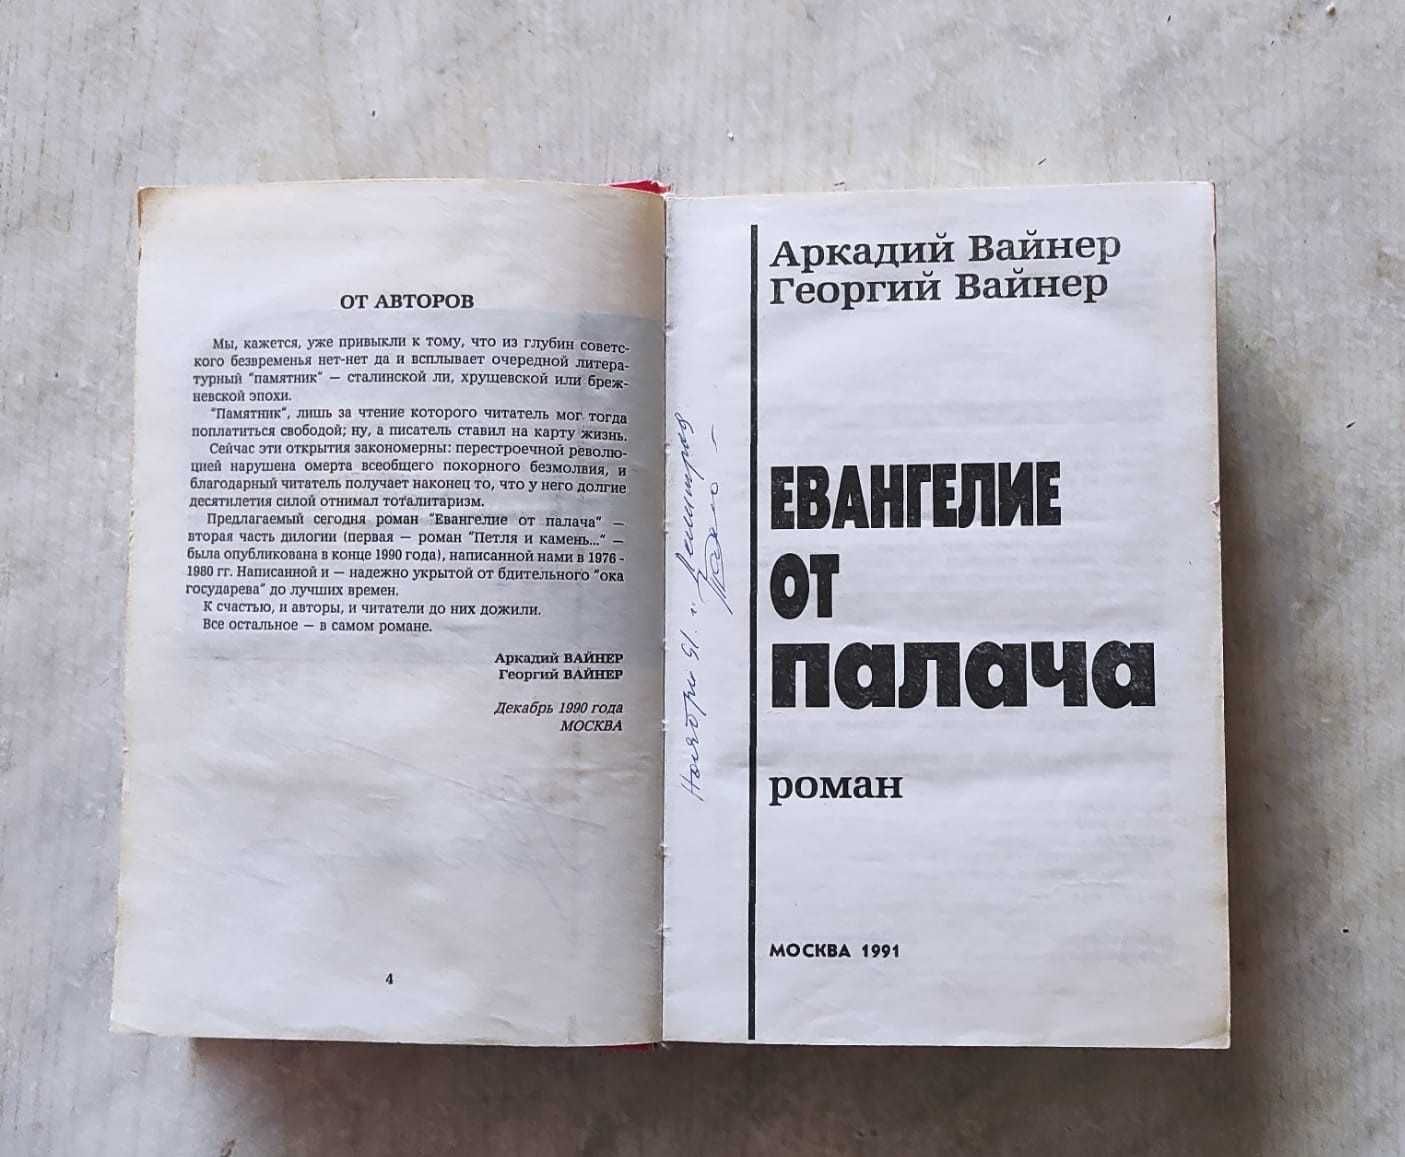 ОТ АВТОРОВ
Мы, кажется, уже привыкли к тому, что из глубин советс-
кого безвременья нет-нет да и всплывает очередной литера-
турный "памятник" — сталинской ли, хрущевской или бреж-
невской эпохи.
"Памятник", лишь за чтение которого читатель мог тогда
поплатиться свободой; ну, а писатель ставил на карту жизнь.
Сейчас эти открытия закономерны: перестроечной револю-
цией нарушена омерта всеобщего покорного безмолвия, и
благодарный читатель получает наконец то, что у него долгие
десятилетия силой отнимал тоталитаризм.
Предлагаемый сегодня роман "Евангелие от палача" —
вторая часть дилогии (первая — роман "Петля и камень..." —
была опубликована в конце 1990 года), написанной нами в 1976 -
1980 гг. Написанной и — надежно укрытой от бдительного "ока
государева" до лучших времен.
К счастью, и авторы, и читатели до них дожили.
Все остальное — в самом романе.
Аркадий ВАЙНЕР
Георгий ВАЙНЕР
Декабрь 1990 года
МОСКВА
4
Ноябрь 91 г.
Аркадий Вайнер
Георгий Вайнер
ЕВАНГЕЛИЕ
ОТ
ПАЛАЧА
роман
МОСКВА 1991